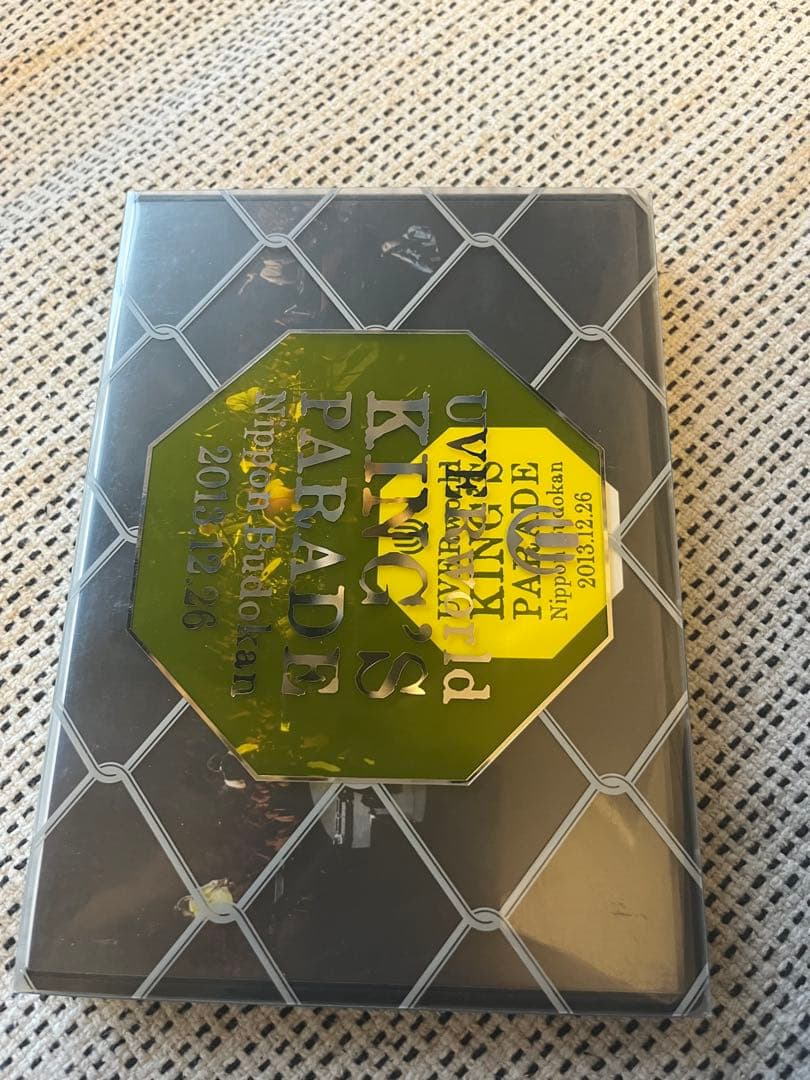 UVERworld
KING'S
PARADE
Nippon Budokan
2013.12.26
UVERworld
KING'S
PARADE
Nippon Budokan
2013.12.26